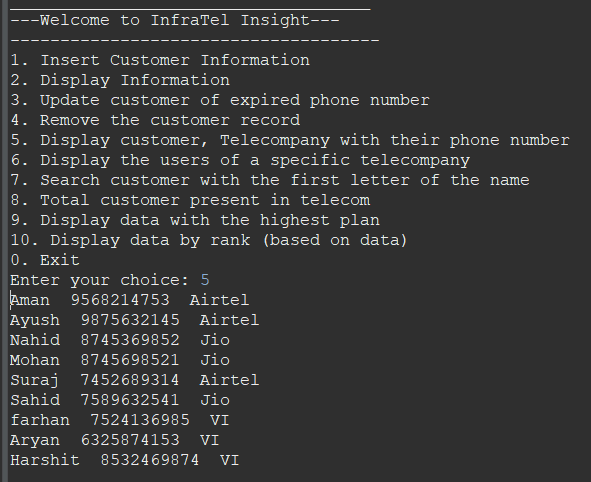 ---Welcome to InfraTel Insight---
-------------------------------------
1. Insert Customer Information
2. Display Information
3. Update customer of expired phone number
4. Remove the customer record
5. Display customer, Telecompany with their phone number
6. Display the users of a specific telecompany
7. Search customer with the first letter of the name
8. Total customer present in telecom
9. Display data with the highest plan
10. Display data by rank (based on data)
0. Exit
Enter your choice: 5
Aman  9568214753  Airtel
Ayush  9875632145  Airtel
Nahid  8745369852  Jio
Mohan  8745698521  Jio
Suraj  7452689314  Airtel
Sahid  7589632541  Jio
farhan  7524136985  VI
Aryan  6325874153  VI
Harshit  8532469874  VI